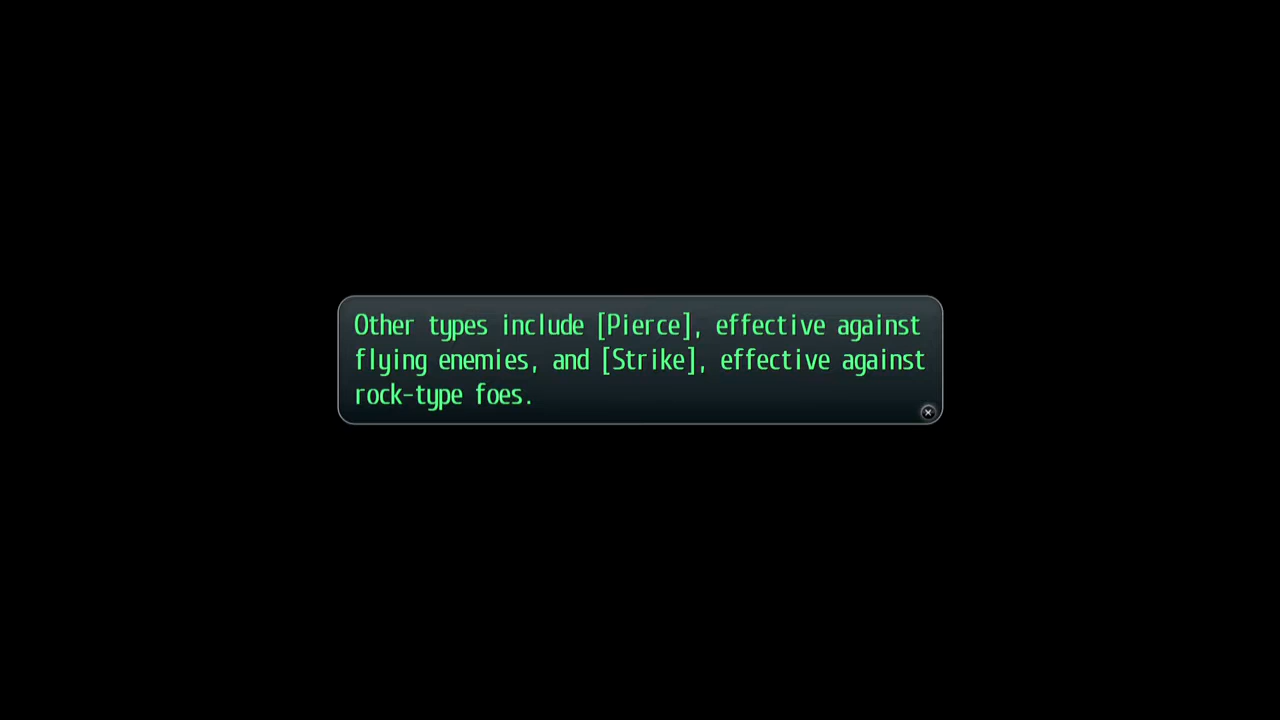 Other types include [Pierce], effective against
flying enemies, and [Strike], effective against
rock-type foes.